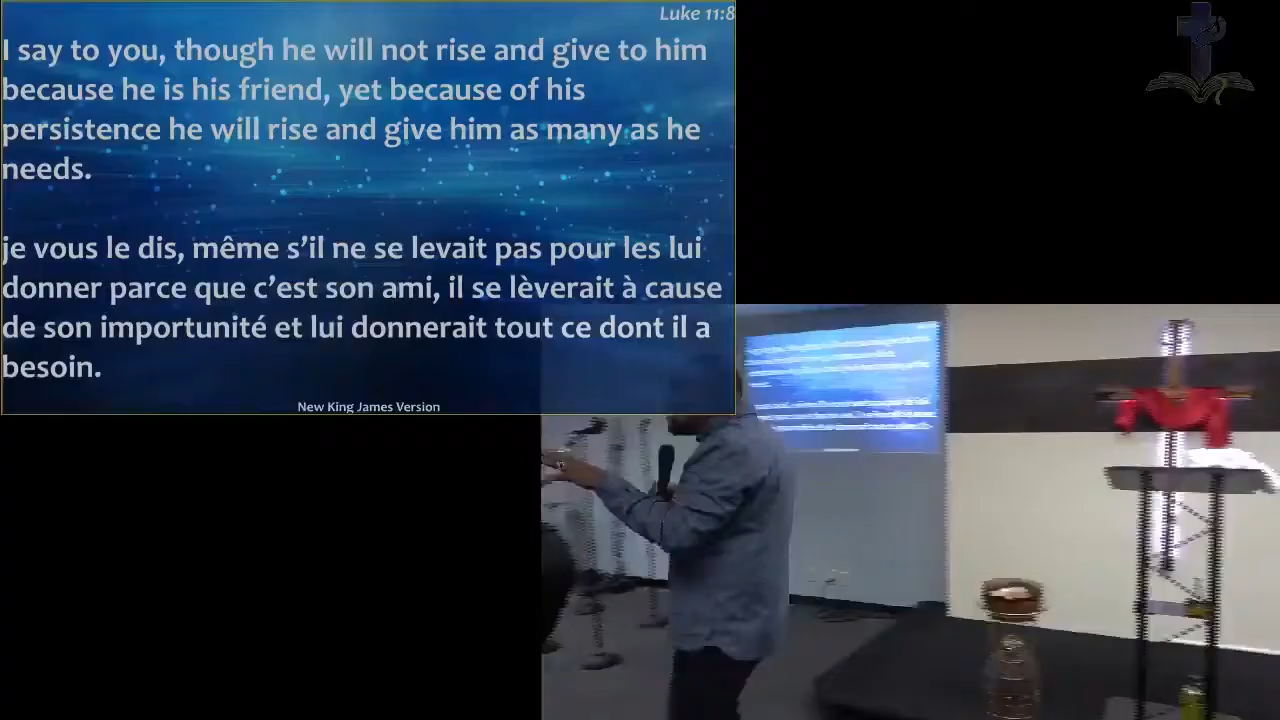 Luke 11:8
I say to you, though he will not rise and give to him
because he is his friend, yet because of his
persistence he will rise and give him as many as he
needs.
je vous le dis, même s’il ne se levait pas pour les lui
donner parce que c’est son ami, il se lèverait à cause
de son importunité et lui donnerait tout ce dont il a
besoin.
New King James Version